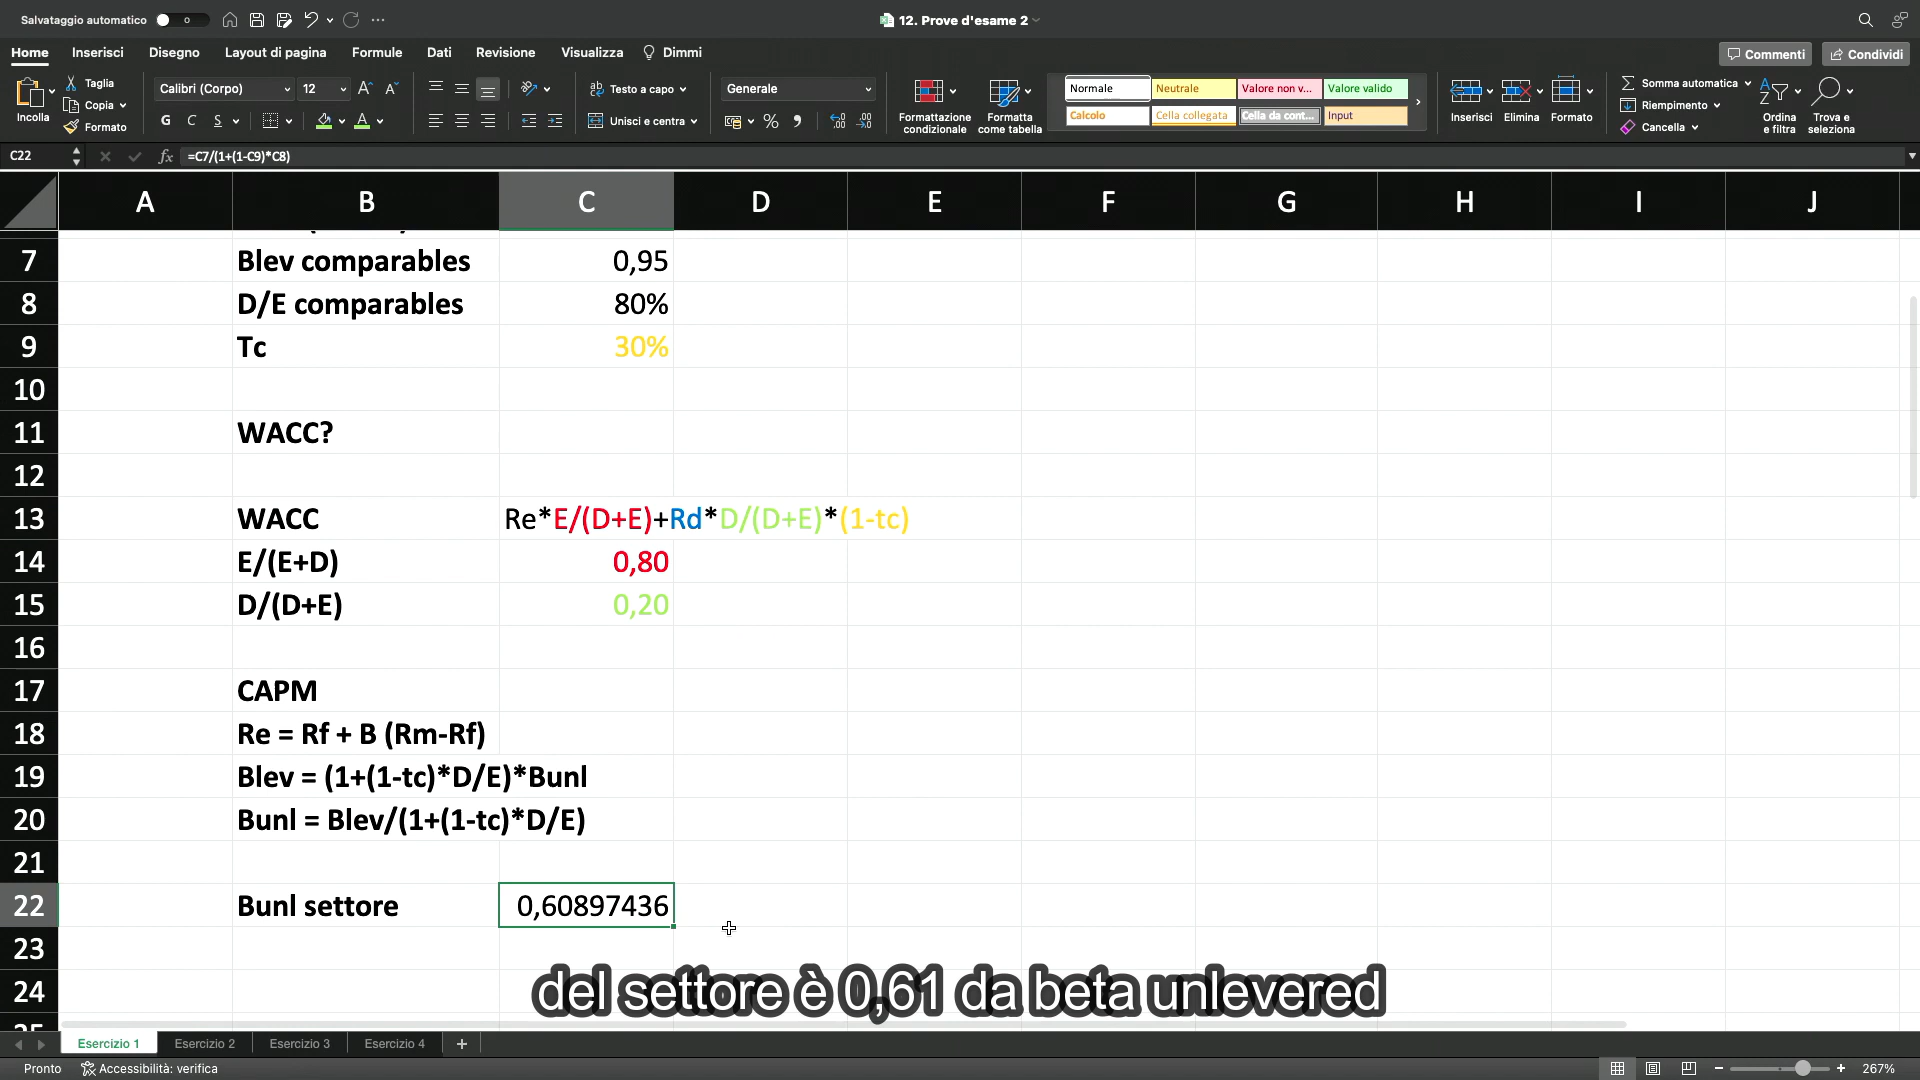 Salvataggio automatico
12. Prove d'esame 2
Home Inserisci Disegno Layout di pagina Formule Dati Revisione Visualizza Dimmi Commenti Condividi
Incolla
Taglia
Copia
Formato
Calibri (Corpo) 12
G C S
Testo a capo
Unisci e centra
Generale
Formattazione condizionale
Formatta come tabella
Normale Neutrale Valore non v... Valore valido
Calcolo Cella collegata Cella da cont... Input
Inserisci Elimina Formato
Somma automatica
Riempimento
Cancella
Ordina e filtra
Trova e seleziona
C22 fx =C7/(1+(1-C9)*C8)
A B C D E F G H I J
7 Blev comparables 0,95
8 D/E comparables 80%
9 Tc 30%
10
11 WACC?
12
13 WACC Re*E/(D+E)+Rd*D/(D+E)*(1-tc)
14 E/(E+D) 0,80
15 D/(D+E) 0,20
16
17 CAPM
18 Re = Rf + B (Rm-Rf)
19 Blev = (1+(1-tc)*D/E)*Bunl
20 Bunl = Blev/(1+(1-tc)*D/E)
21
22 Bunl settore 0,60897436
23
24
del settore è 0,61 da beta unlevered
Esercizio 1 Esercizio 2 Esercizio 3 Esercizio 4
Pronto Accessibilità: verifica 267%